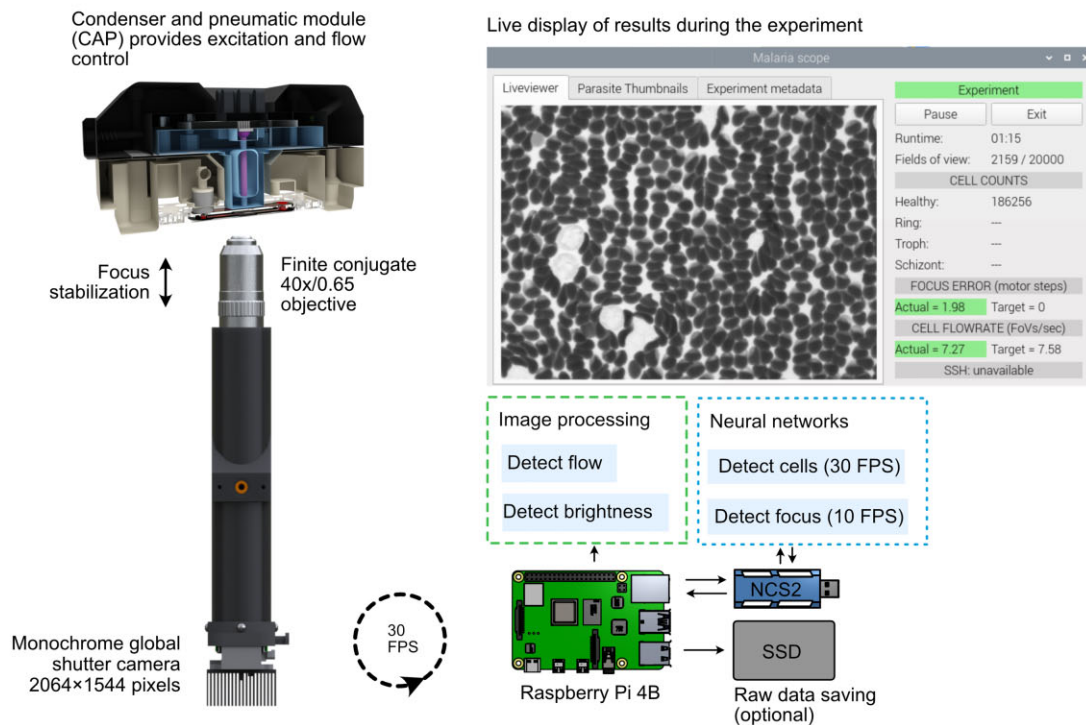 Condenser and pneumatic module
(CAP) provides excitation and flow
control
Focus
stabilization
Finite conjugate
40x/0.65
objective
Monochrome global
shutter camera
2064×1544 pixels
30
FPS
Live display of results during the experiment
Malaria scope
Liveviewer
Parasite Thumbnails
Experiment metadata
Experiment
Pause
Exit
Runtime: 01:15
Fields of view: 2159 / 20000
CELL COUNTS
Healthy: 186256
Ring: ---
Troph: ---
Schizont: ---
FOCUS ERROR (motor steps)
Actual = 1.98 Target = 0
CELL FLOWRATE (FoVs/sec)
Actual = 7.27 Target = 7.58
SSH: unavailable
Image processing
Detect flow
Detect brightness
Neural networks
Detect cells (30 FPS)
Detect focus (10 FPS)
NCS2
SSD
Raspberry Pi 4B
Raw data saving
(optional)